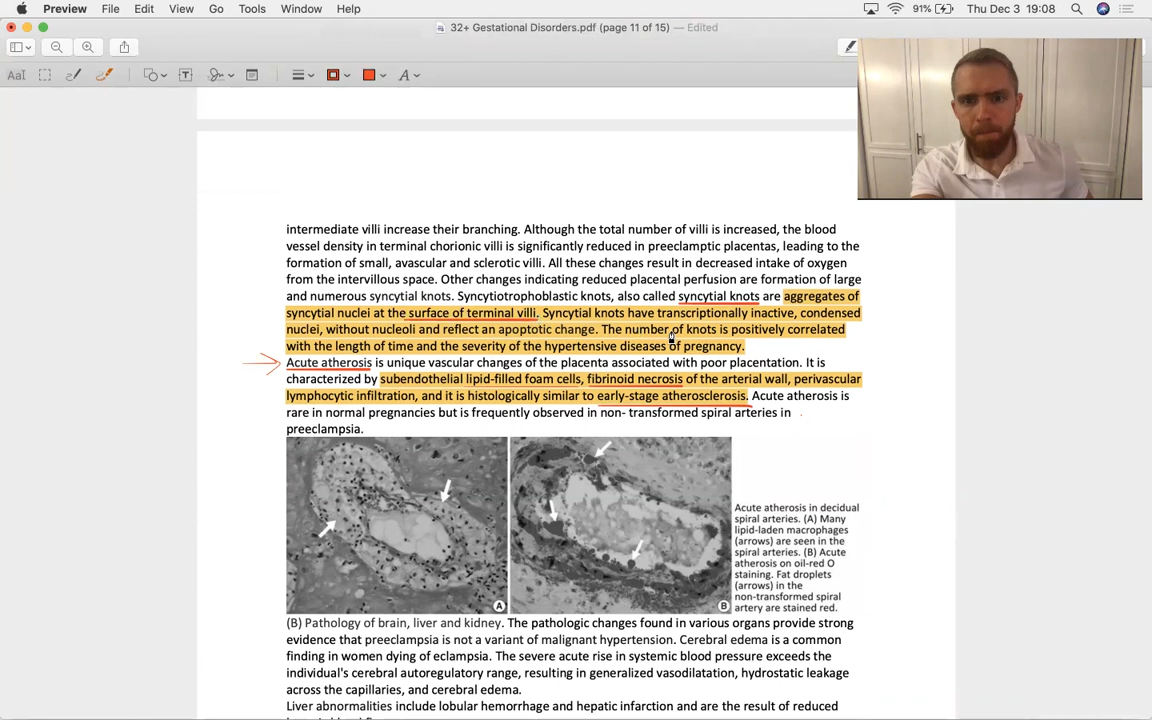 Preview File Edit View Go Tools Window Help 91% Thu Dec 3 19:08
32+ Gestational Disorders.pdf (page 11 of 15) — Edited
intermediate villi increase their branching. Although the total number of villi is increased, the blood
vessel density in terminal chorionic villi is significantly reduced in preeclamptic placentas, leading to the
formation of small, avascular and sclerotic villi. All these changes result in decreased intake of oxygen
from the intervillous space. Other changes indicating reduced placental perfusion are formation of large
and numerous syncytial knots. Syncytiotrophoblastic knots, also called syncytial knots are aggregates of
syncytial nuclei at the surface of terminal villi. Syncytial knots have transcriptionally inactive, condensed
nuclei, without nucleoli and reflect an apoptotic change. The number of knots is positively correlated
with the length of time and the severity of the hypertensive diseases of pregnancy.
Acute atherosis is unique vascular changes of the placenta associated with poor placentation. It is
characterized by subendothelial lipid-filled foam cells, fibrinoid necrosis of the arterial wall, perivascular
lymphocytic infiltration, and it is histologically similar to early-stage atherosclerosis. Acute atherosis is
rare in normal pregnancies but is frequently observed in non- transformed spiral arteries in
preeclampsia.
A
B
Acute atherosis in decidual
spiral arteries. (A) Many
lipid-laden macrophages
(arrows) are seen in the
spiral arteries. (B) Acute
atherosis on oil-red O
staining. Fat droplets
(arrows) in the
non-transformed spiral
artery are stained red.
(B) Pathology of brain, liver and kidney. The pathologic changes found in various organs provide strong
evidence that preeclampsia is not a variant of malignant hypertension. Cerebral edema is a common
finding in women dying of eclampsia. The severe acute rise in systemic blood pressure exceeds the
individual's cerebral autoregulatory range, resulting in generalized vasodilatation, hydrostatic leakage
across the capillaries, and cerebral edema.
Liver abnormalities include lobular hemorrhage and hepatic infarction and are the result of reduced